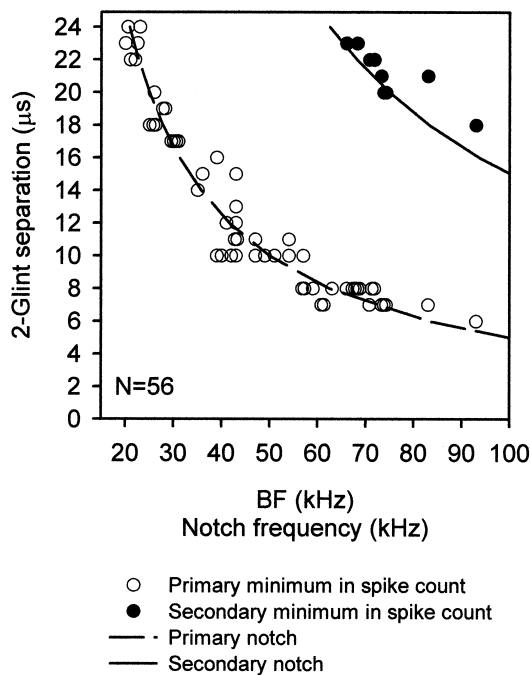 24
22
20
18
16
14
12
10
8
6
4
2
0
2-Glint separation (μs)
N=56
20 30 40 50 60 70 80 90 100
BF (kHz)
Notch frequency (kHz)
Primary minimum in spike count
Secondary minimum in spike count
Primary notch
Secondary notch